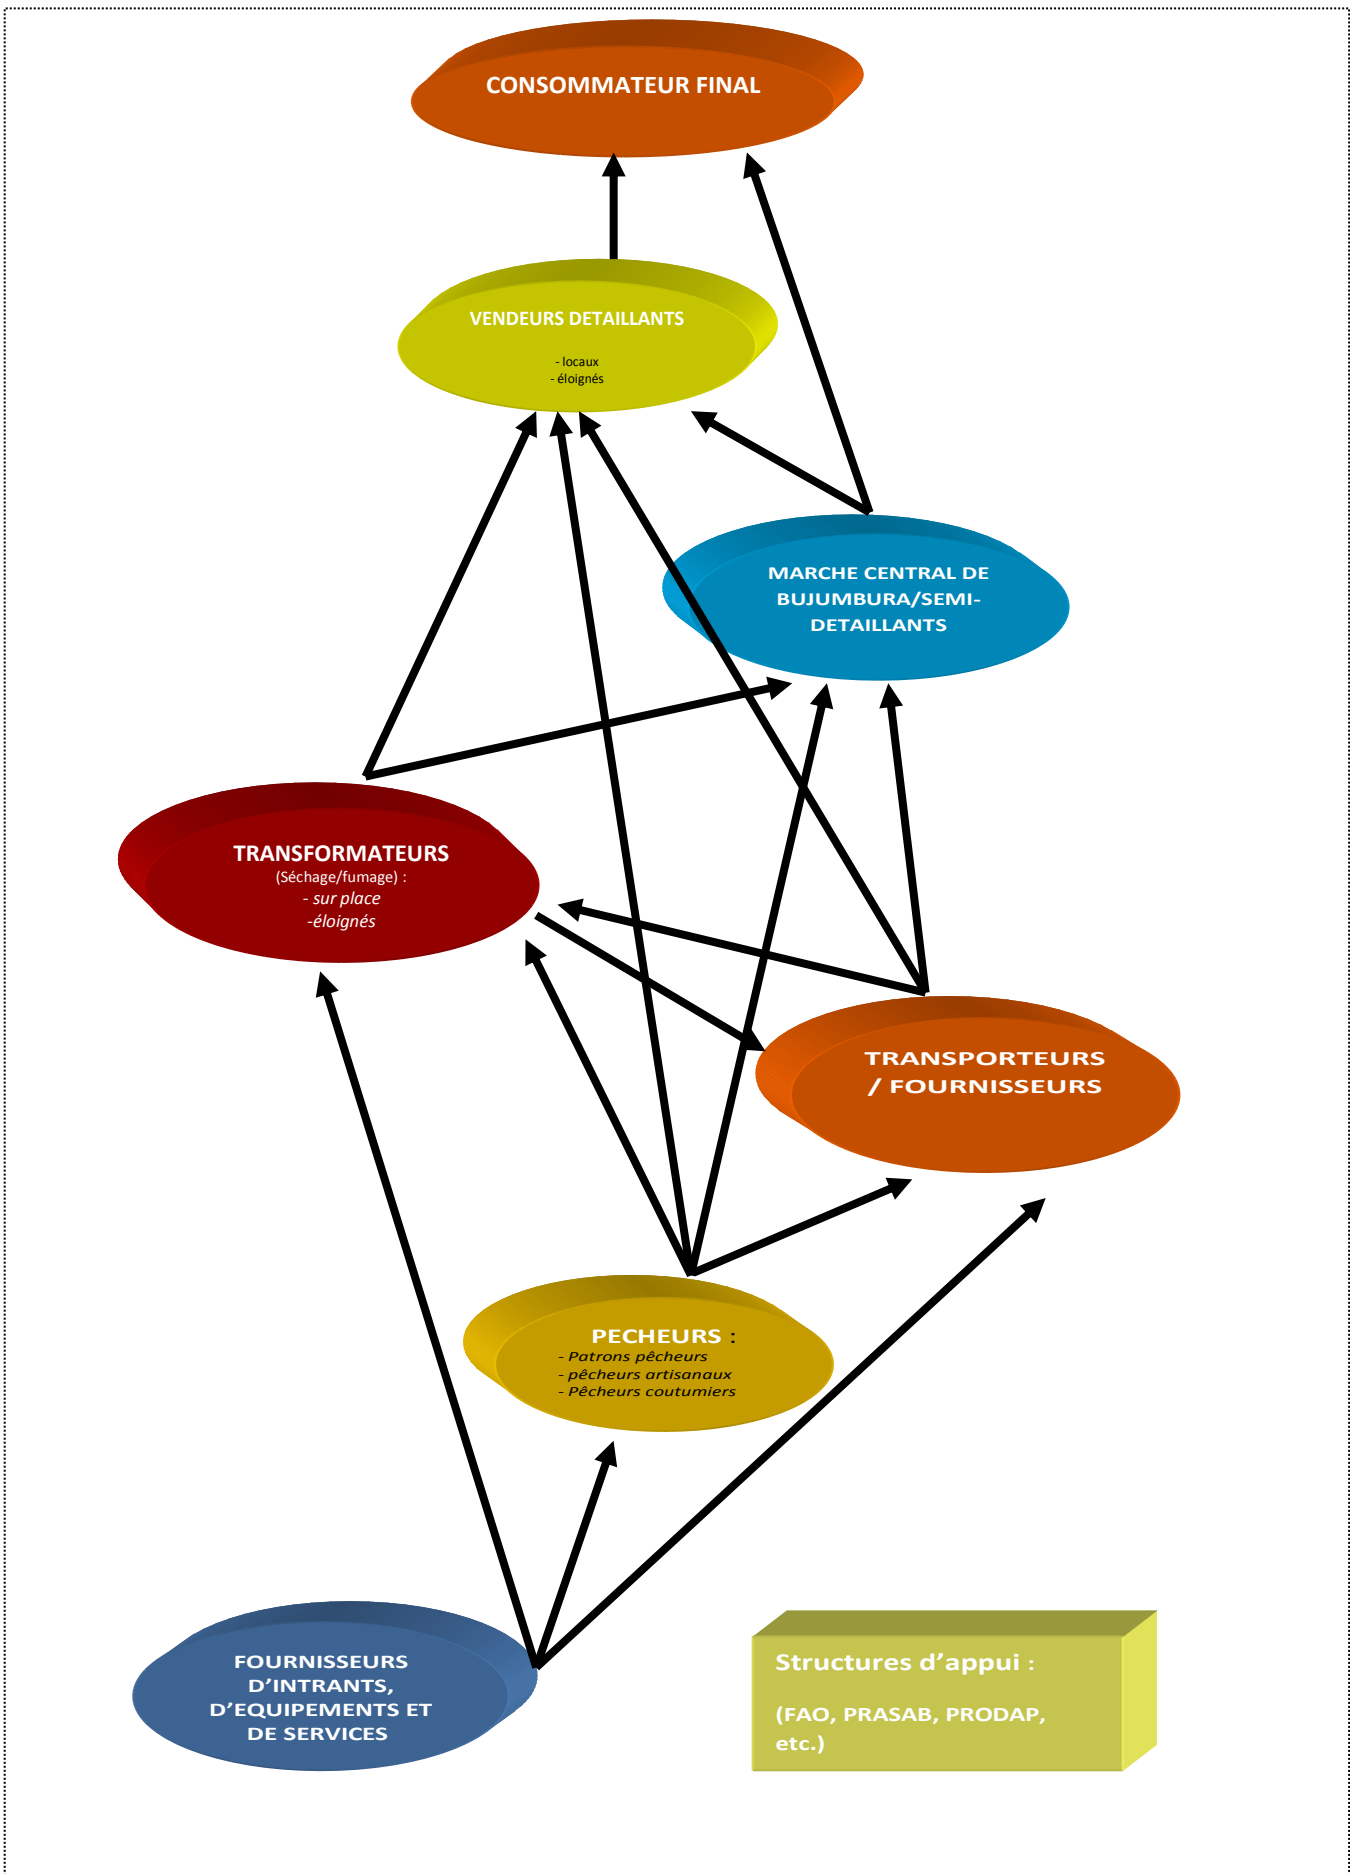 CONSOMMATEUR FINAL
VENDEURS DETAILLANTS
- locaux
- éloignés
MARCHE CENTRAL DE
BUJUMBURA/SEMI-
DETAILLANTS
TRANSFORMATEURS
(Séchage/fumage) :
- sur place
-éloignés
TRANSPORTEURS
/ FOURNISSEURS
PECHEURS :
- Patrons pêcheurs
- pêcheurs artisanaux
- Pêcheurs coutumiers
FOURNISSEURS
D’INTRANTS,
D’EQUIPEMENTS ET
DE SERVICES
Structures d’appui :
(FAO, PRASAB, PRODAP,
etc.)